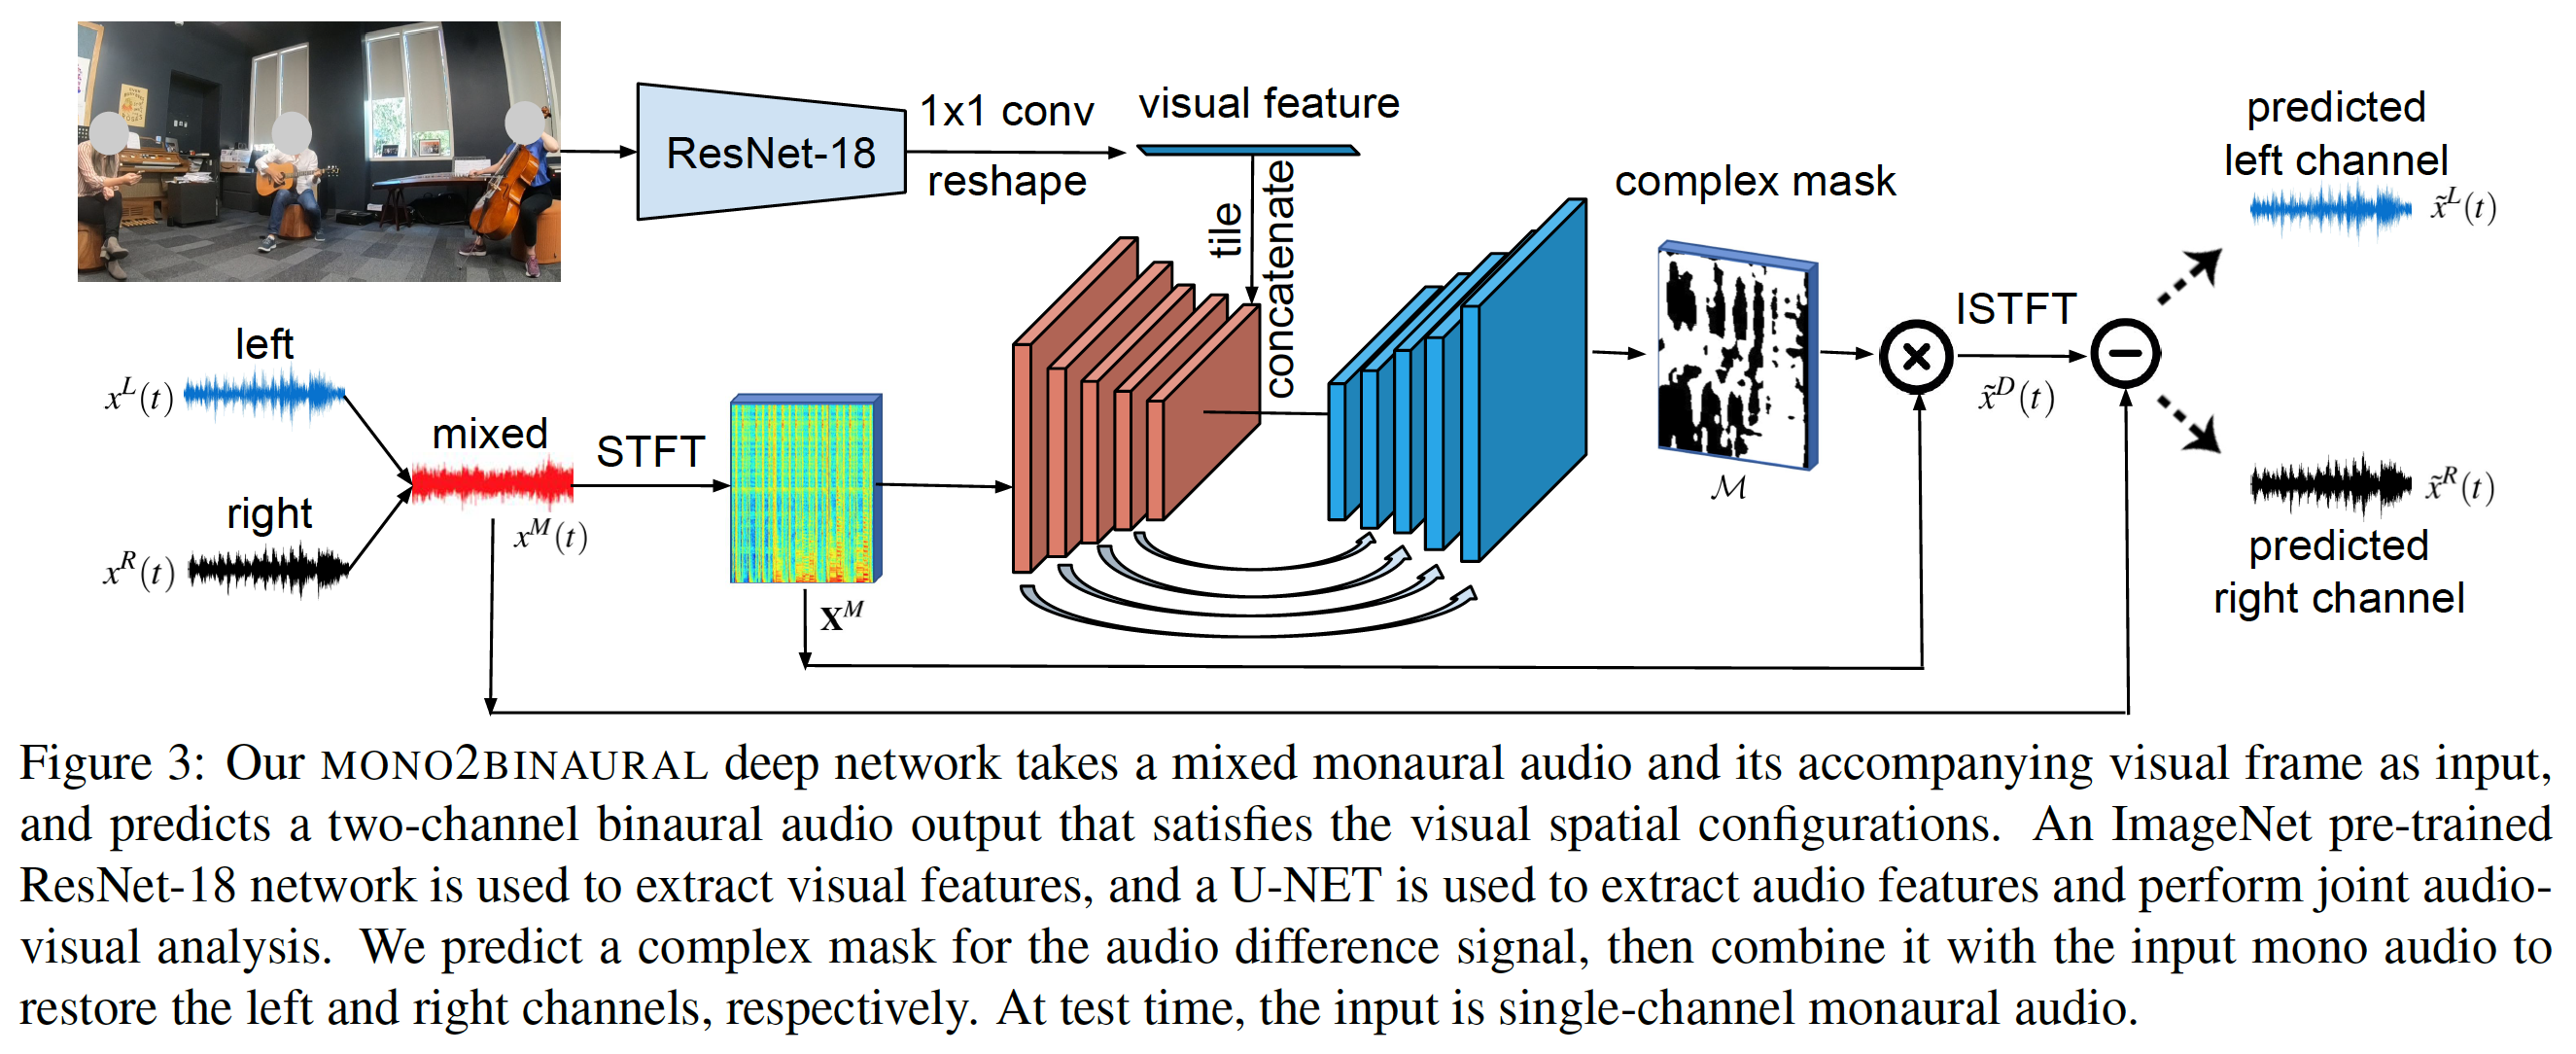 ResNet-18
1x1 conv
reshape
visual feature
tile
concatenate
complex mask
predicted
left channel
x̃ᴸ(t)
left
xᴸ(t)
mixed
STFT
xᴹ(t)
right
xᴿ(t)
Xᴹ
ℳ
ISTFT
x̃ᴰ(t)
x̃ᴿ(t)
predicted
right channel
Figure 3: Our MONO2BINAURAL deep network takes a mixed monaural audio and its accompanying visual frame as input,
and predicts a two-channel binaural audio output that satisfies the visual spatial configurations. An ImageNet pre-trained
ResNet-18 network is used to extract visual features, and a U-NET is used to extract audio features and perform joint audio-
visual analysis. We predict a complex mask for the audio difference signal, then combine it with the input mono audio to
restore the left and right channels, respectively. At test time, the input is single-channel monaural audio.